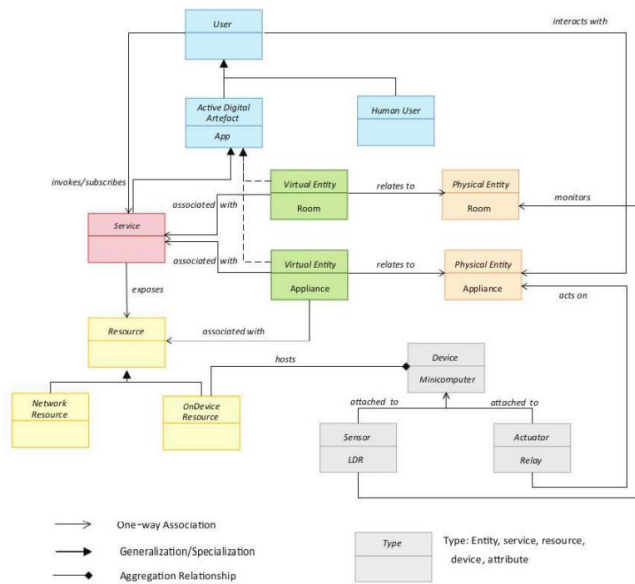 User
interacts with
Active Digital
Artefact
App
Human User
invokes/subscribes
associated with
Virtual Entity
Room
relates to
Physical Entity
Room
monitors
Service
associated with
Virtual Entity
Appliance
relates to
Physical Entity
Appliance
exposes
acts on
Resource
associated with
hosts
Device
Minicomputer
Network
Resource
OnDevice
Resource
attached to
attached to
Sensor
LDR
Actuator
Relay
One-way Association
Generalization/Specialization
Aggregation Relationship
Type
Type: Entity, service, resource,
device, attribute